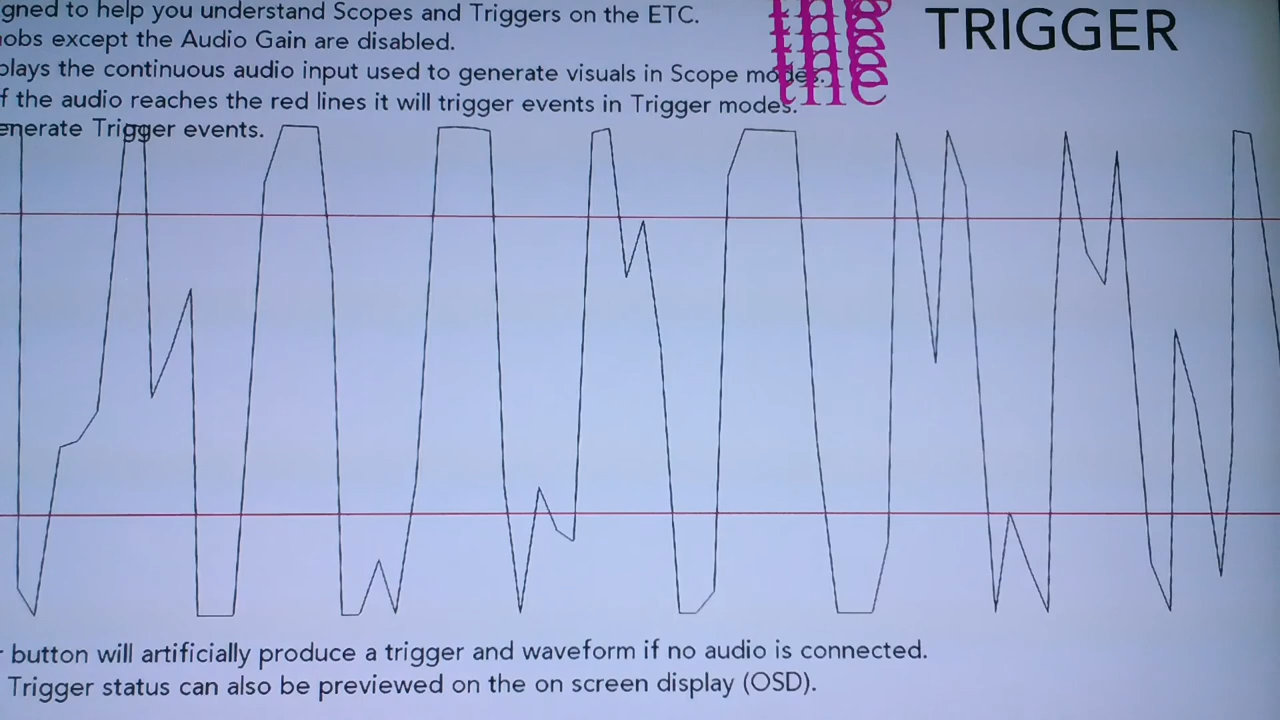 gned to help you understand Scopes and Triggers on the ETC.
obs except the Audio Gain are disabled.
plays the continuous audio input used to generate visuals in Scope modes.
f the audio reaches the red lines it will trigger events in Trigger modes.
enerate Trigger events.
the
TRIGGER
button will artificially produce a trigger and waveform if no audio is connected.
Trigger status can also be previewed on the on screen display (OSD).